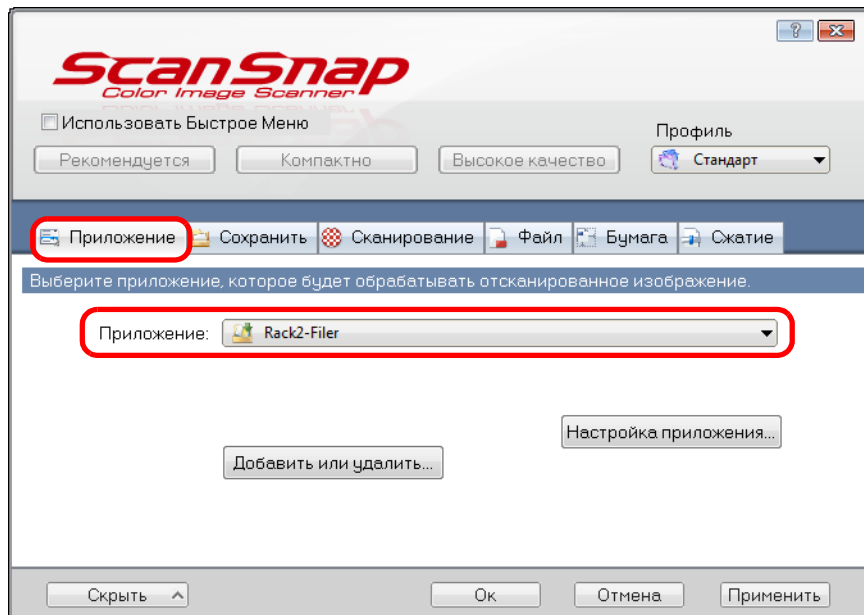 ScanSnap
Color Image Scanner
Использовать Быстрое Меню
Профиль
Рекомендуется Компактно Высокое качество Стандарт
Приложение Сохранить Сканирование Файл Бумага Сжатие
Выберите приложение, которое будет обрабатывать отсканированное изображение.
Приложение: Rack2-Filer
Настройка приложения...
Добавить или удалить...
Скрыть Ок Отмена Применить